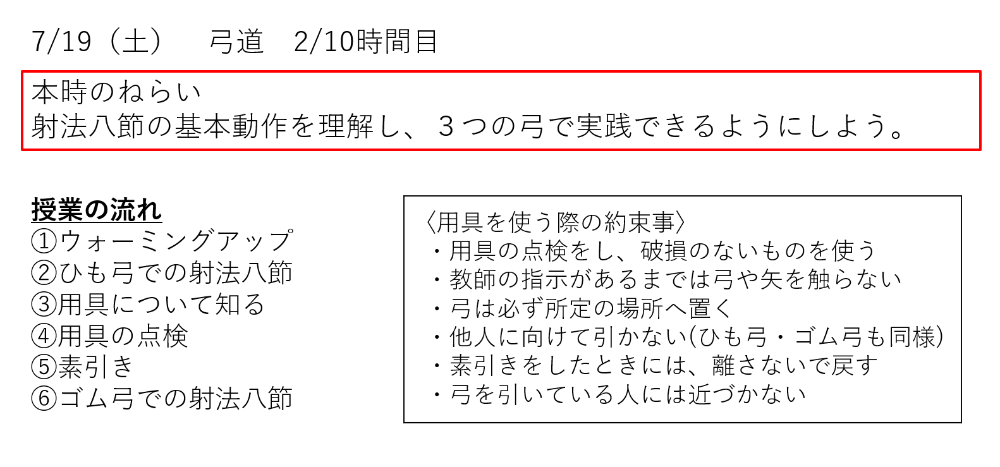 7/19（土）　弓道　2/10時間目
本時のねらい
射法八節の基本動作を理解し、３つの弓で実践できるようにしよう。
授業の流れ
①ウォーミングアップ
②ひも弓での射法八節
③用具について知る
④用具の点検
⑤素引き
⑥ゴム弓での射法八節
〈用具を使う際の約束事〉
・用具の点検をし、破損のないものを使う
・教師の指示があるまでは弓や矢を触らない
・弓は必ず所定の場所へ置く
・他人に向けて引かない(ひも弓・ゴム弓も同様)
・素引きをしたときには、離さないで戻す
・弓を引いている人には近づかない